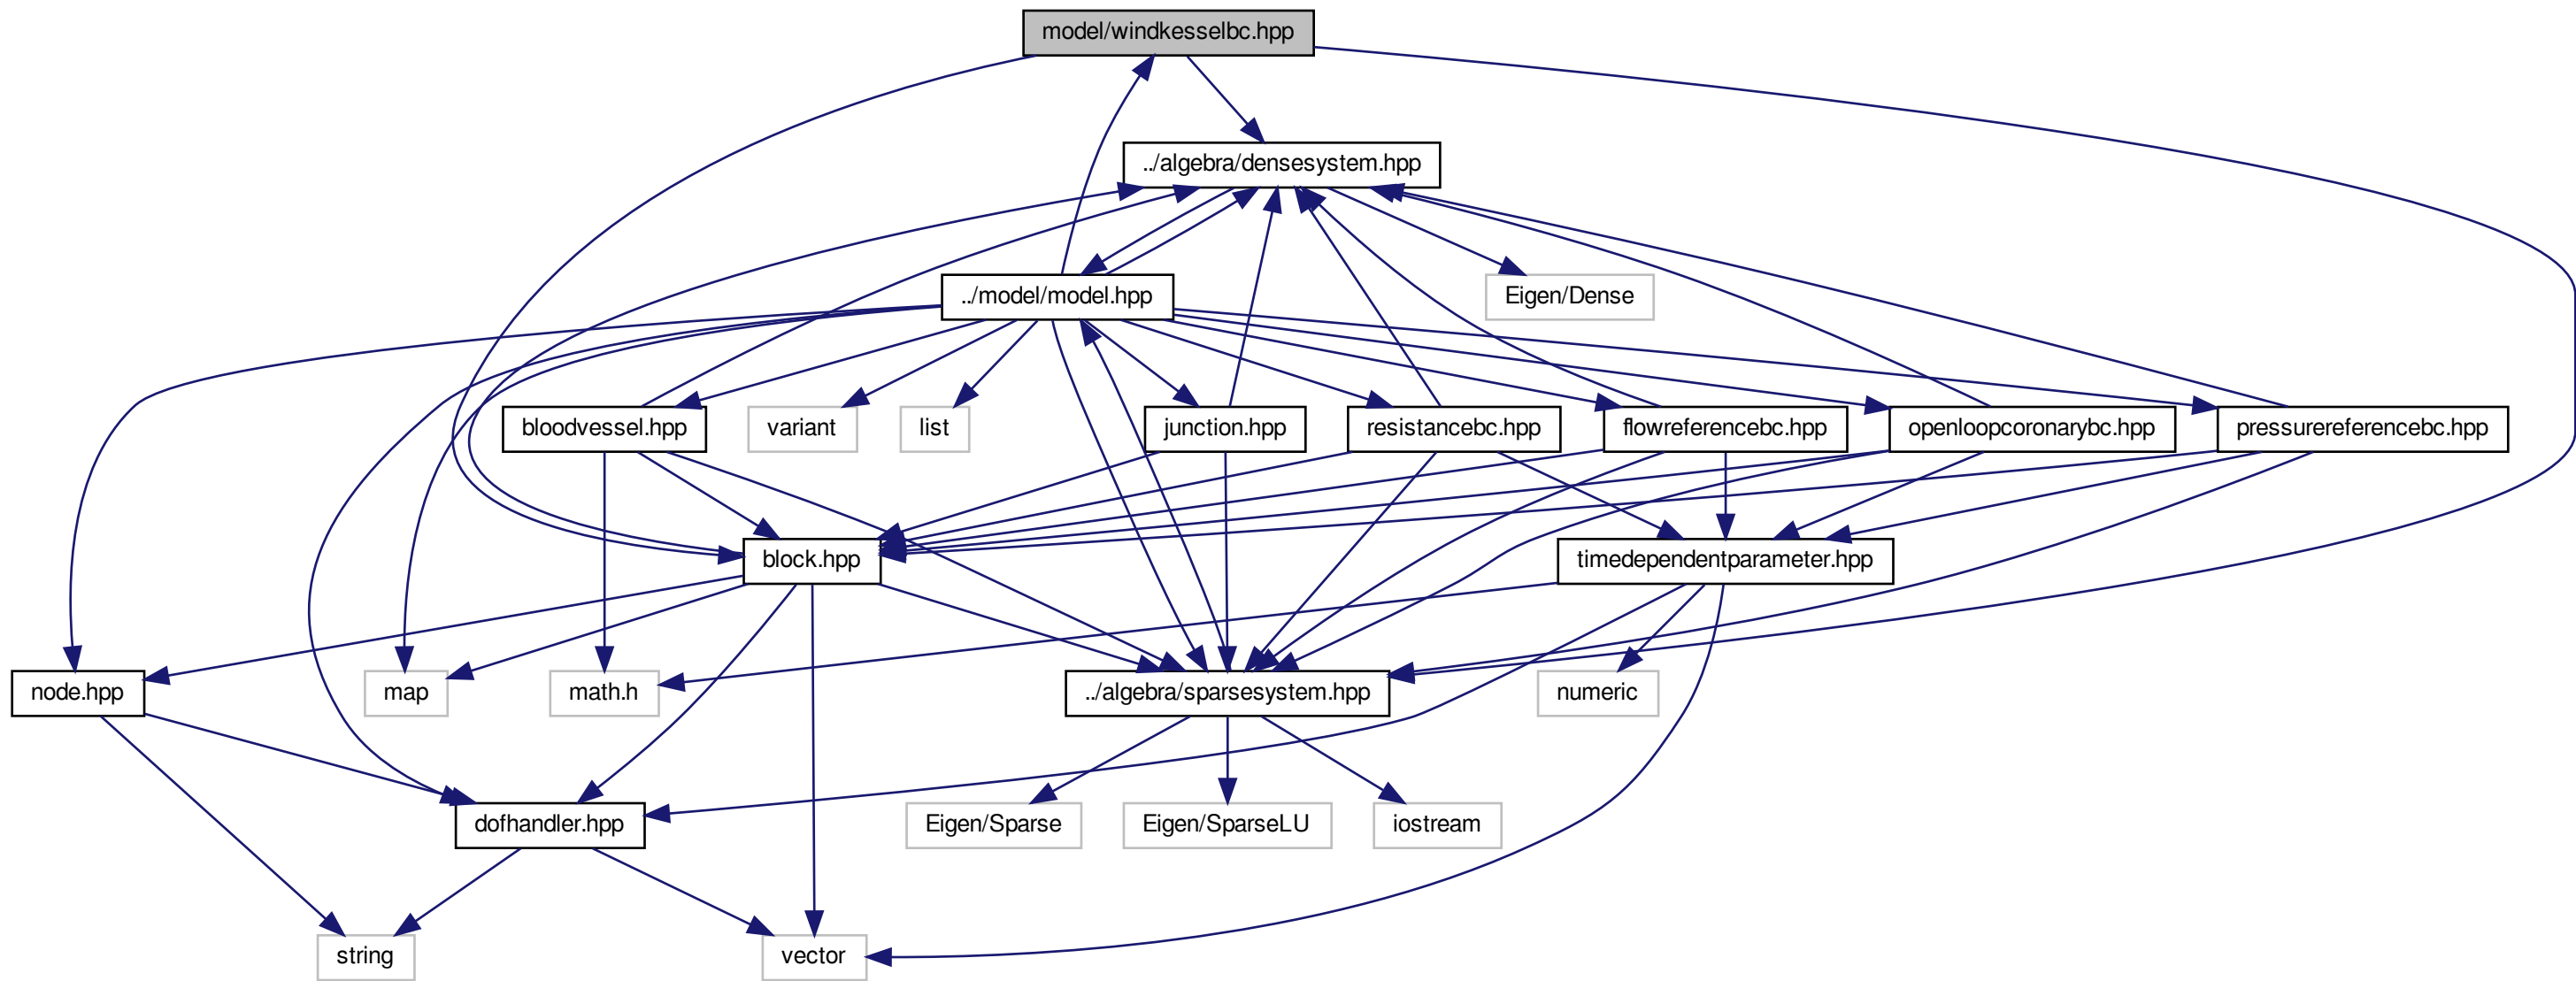 model/windkesselbc.hpp
../algebra/densesystem.hpp
../model/model.hpp
Eigen/Dense
bloodvessel.hpp
variant
list
junction.hpp
resistancebc.hpp
flowreferencebc.hpp
openloopcoronarybc.hpp
pressurereferencebc.hpp
block.hpp
timedependentparameter.hpp
node.hpp
map
math.h
../algebra/sparsesystem.hpp
numeric
dofhandler.hpp
Eigen/Sparse
Eigen/SparseLU
iostream
string
vector